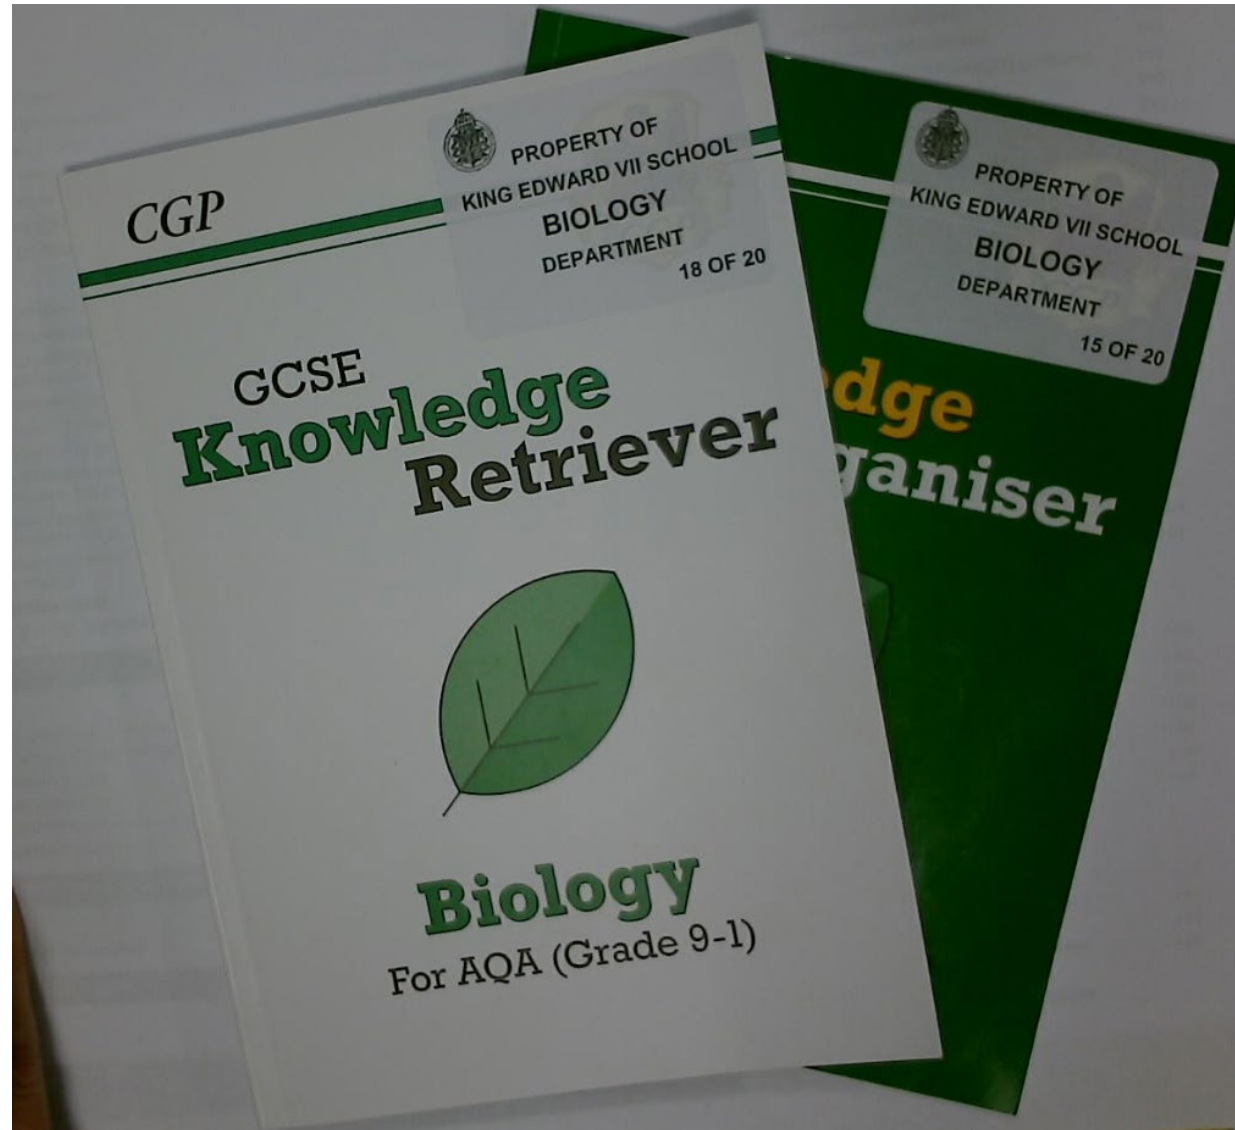 CGP
PROPERTY OF
KING EDWARD VII SCHOOL
BIOLOGY
DEPARTMENT
18 OF 20
GCSE
Knowledge
Retriever
Biology
For AQA (Grade 9-1)
PROPERTY OF
KING EDWARD VII SCHOOL
BIOLOGY
DEPARTMENT
15 OF 20
edge
ganiser